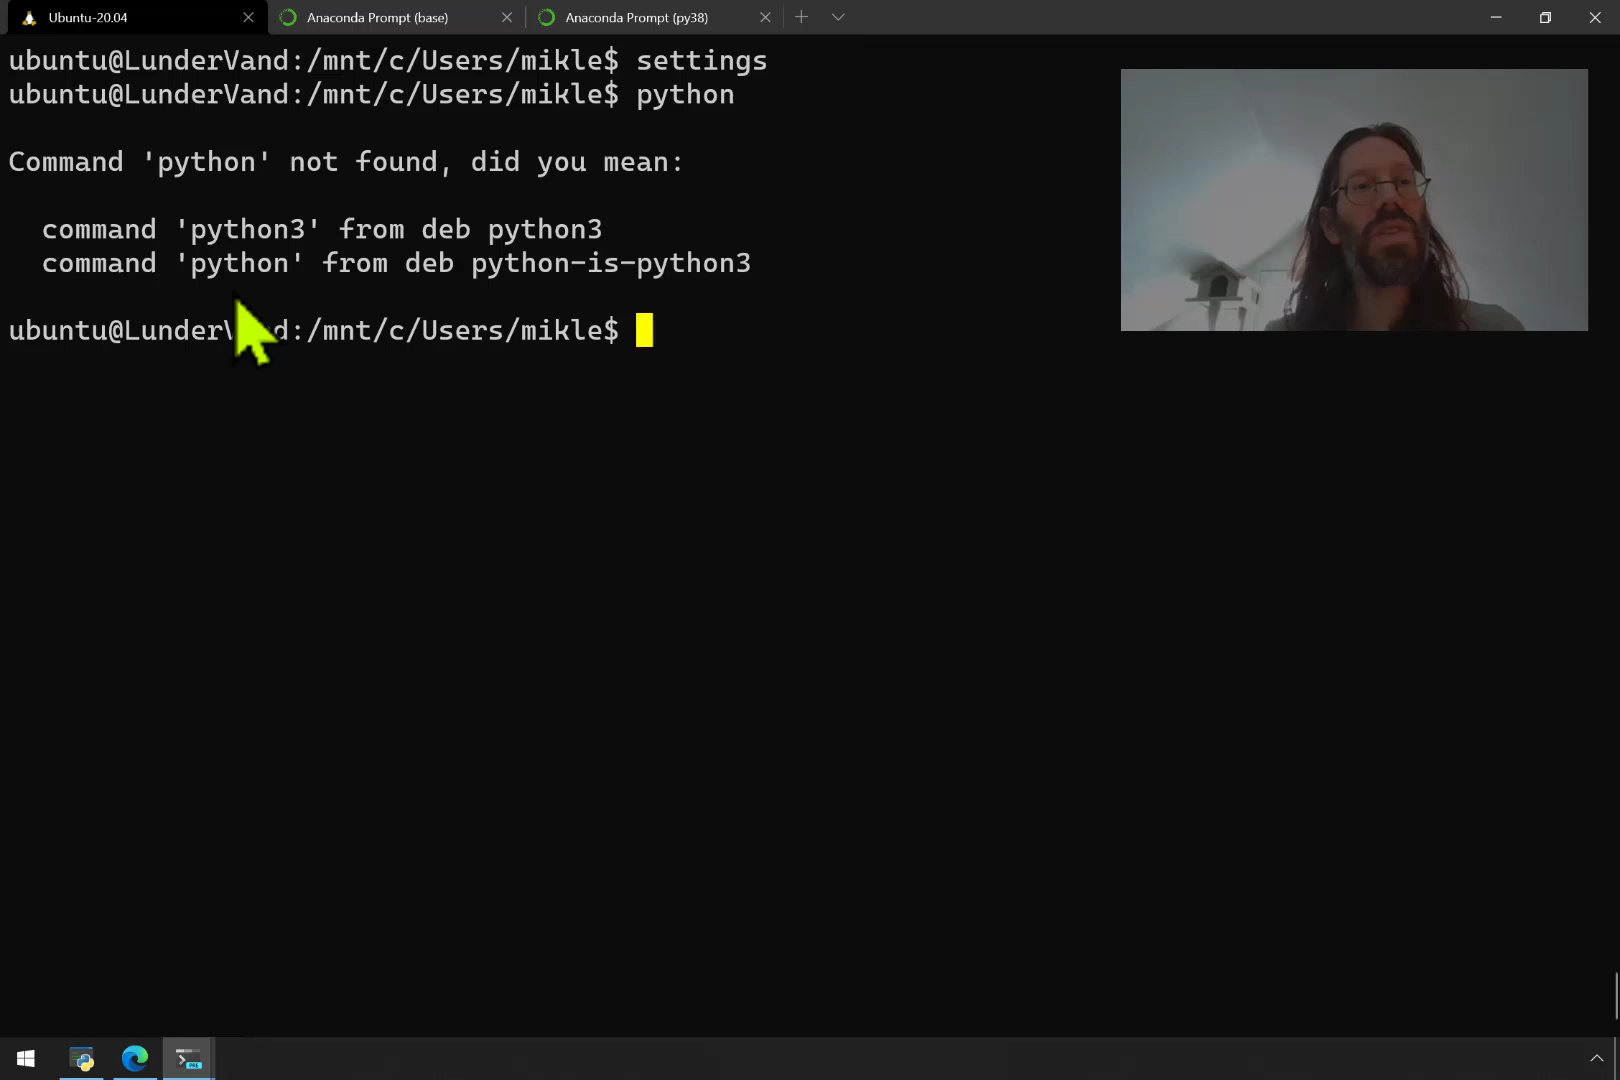 Ubuntu-20.04
Anaconda Prompt (base)
Anaconda Prompt (py38)
ubuntu@LunderVand:/mnt/c/Users/mikle$ settings
ubuntu@LunderVand:/mnt/c/Users/mikle$ python
Command 'python' not found, did you mean:
command 'python3' from deb python3
command 'python' from deb python-is-python3
ubuntu@LunderVand:/mnt/c/Users/mikle$